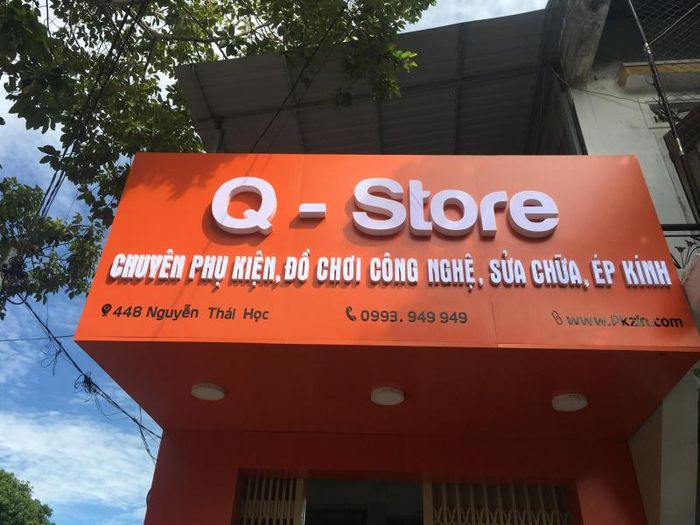 Q - Store
CHUYÊN PHỤ KIỆN, ĐỒ CHƠI CÔNG NGHỆ, SỬA CHỮA, ÉP KÍNH
448 Nguyễn Thái Học 0993.949 949 www.Pkzin.com